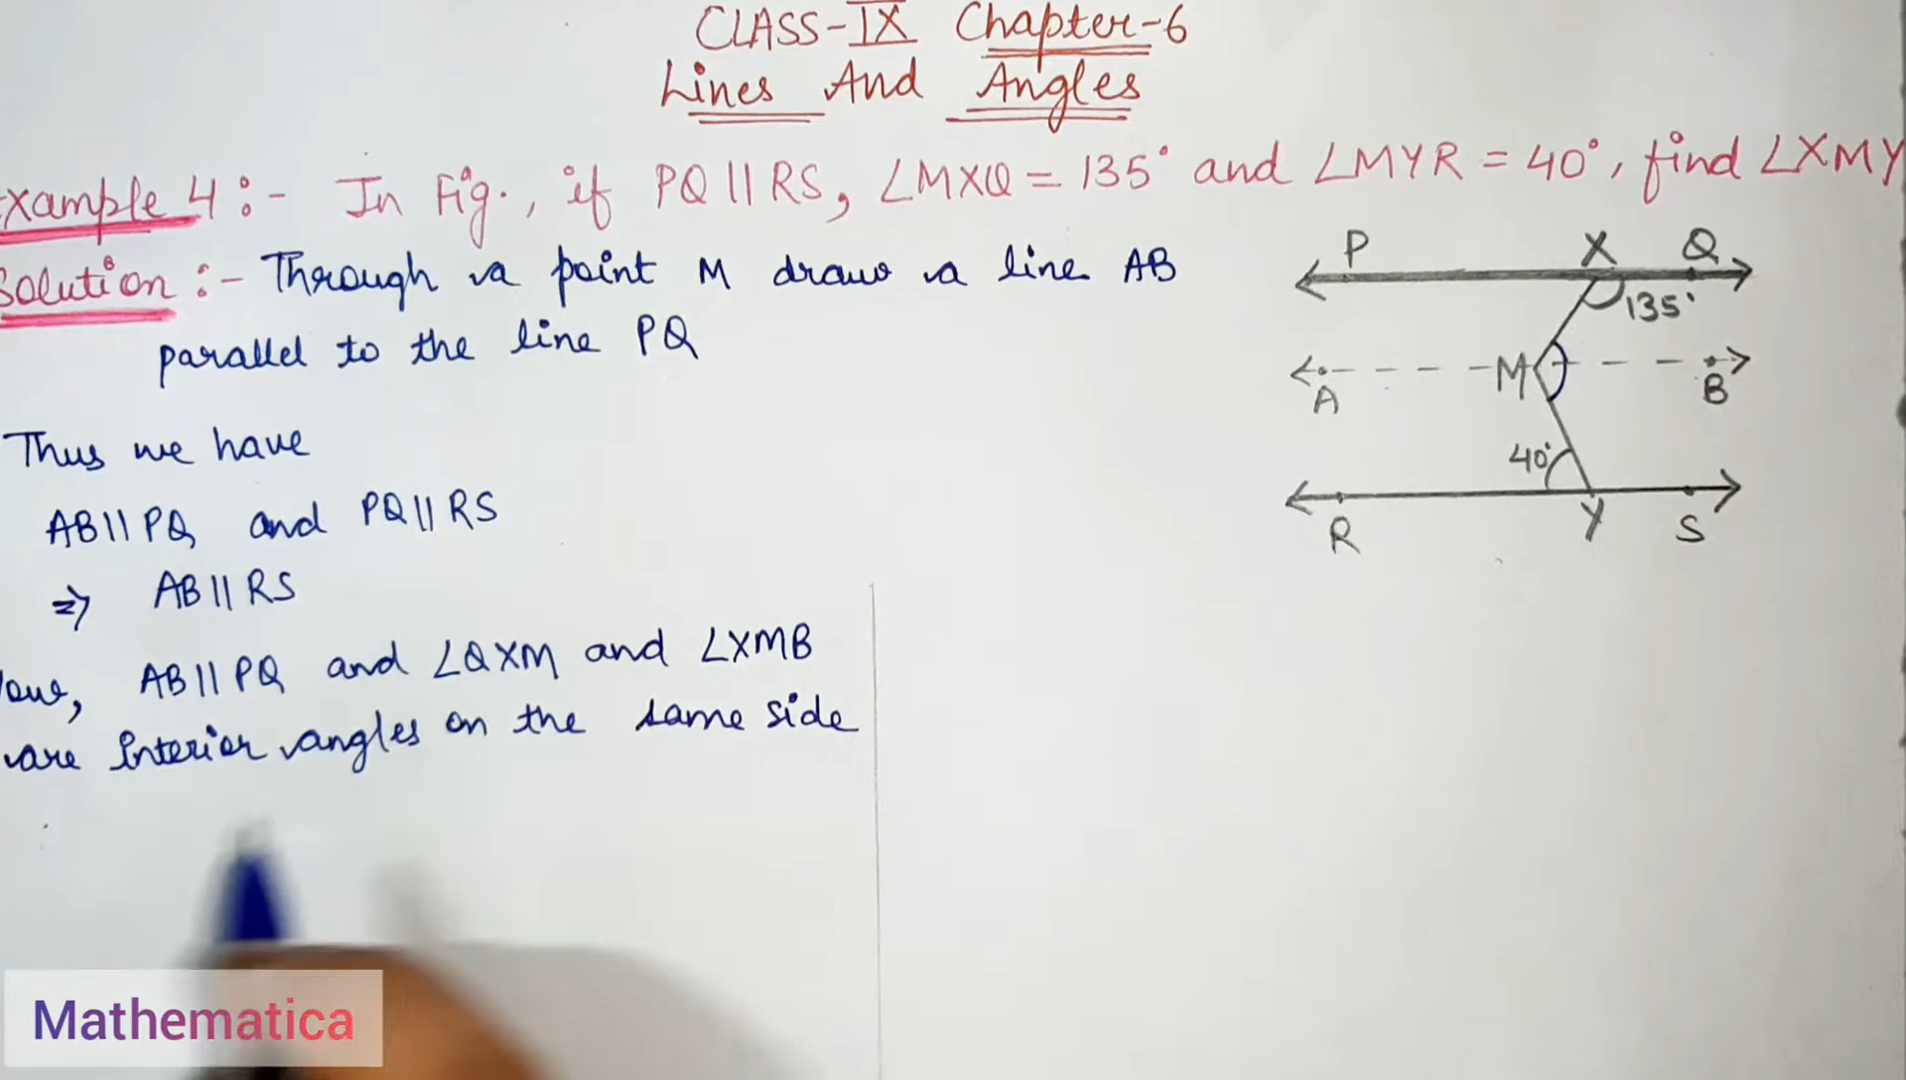 CLASS-IX Chapter-6
Lines And Angles
xample 4:- In Fig., if PQ || RS, ∠MXQ = 135° and ∠MYR = 40°, find ∠XMY
Solution:- Through a point M draw a line AB
parallel to the line PQ
Thus we have
AB || PQ and PQ || RS
⇒ AB || RS
Now, AB || PQ and ∠QXM and ∠XMB
are Interior angles on the same side
P X Q
135°
A M B
40°
R Y S
Mathematica